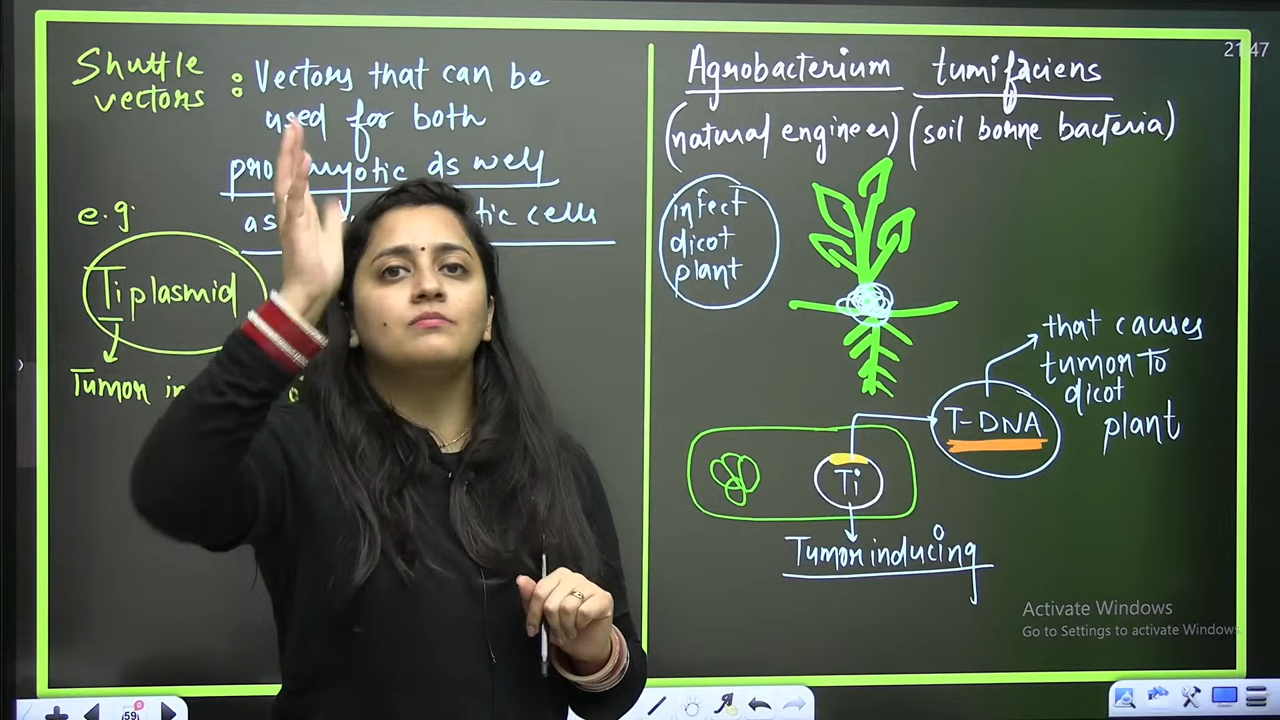 Shuttle
vectors :
Vectors that can be
used for both
as well
as cells
e.g.
Ti plasmid
Tumor
Agrobacterium tumifaciens
(natural engineer) (soil borne bacteria)
infect
dicot
plant
that causes
tumor to
dicot
plant
T-DNA
Ti
Tumor inducing
21:47
Activate Windows
Go to Settings to activate Windows.
59